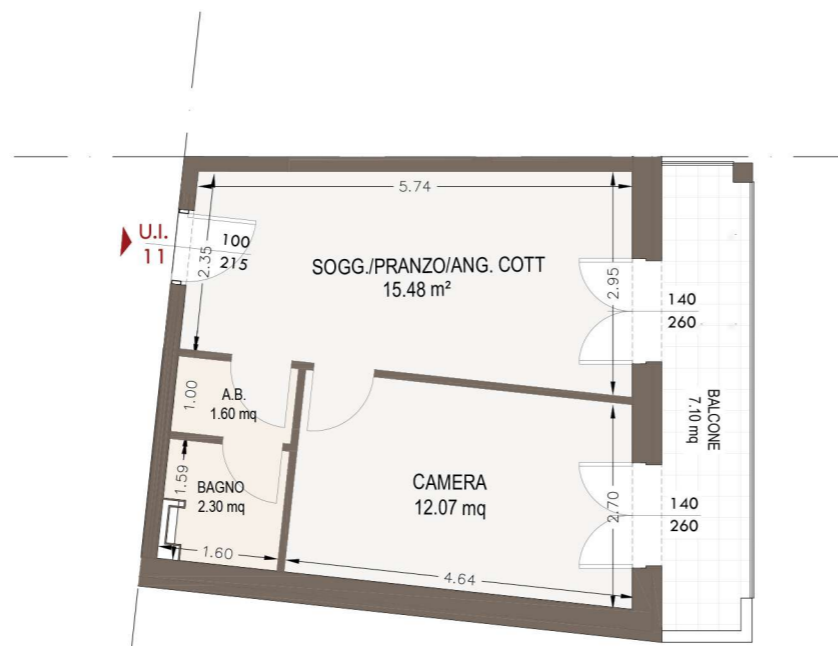 5.74
U.I.
11
100
215
2.35
SOGG./PRANZO/ANG. COTT
15.48 m²
2.95
140
260
A.B.
1.60 mq
1.00
BALCONE
7.10 mq
BAGNO
2.30 mq
1.59
CAMERA
12.07 mq
2.70
140
260
1.60
4.64